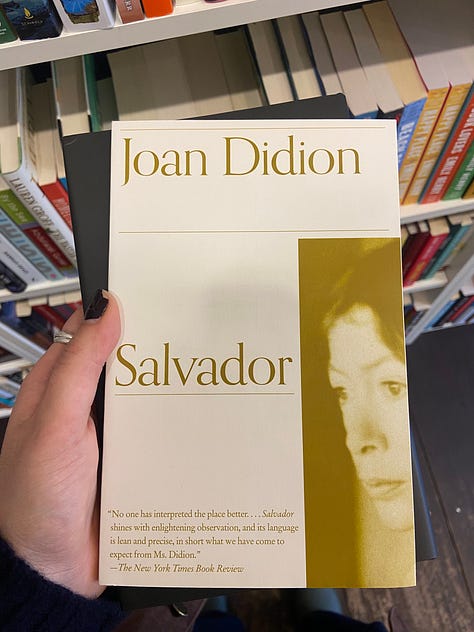 Joan Didion
Salvador
“No one has interpreted the place better. . . . Salvador
shines with enlightening observation, and its language
is lean and precise, in short what we have come to
expect from Ms. Didion.”
—The New York Times Book Review